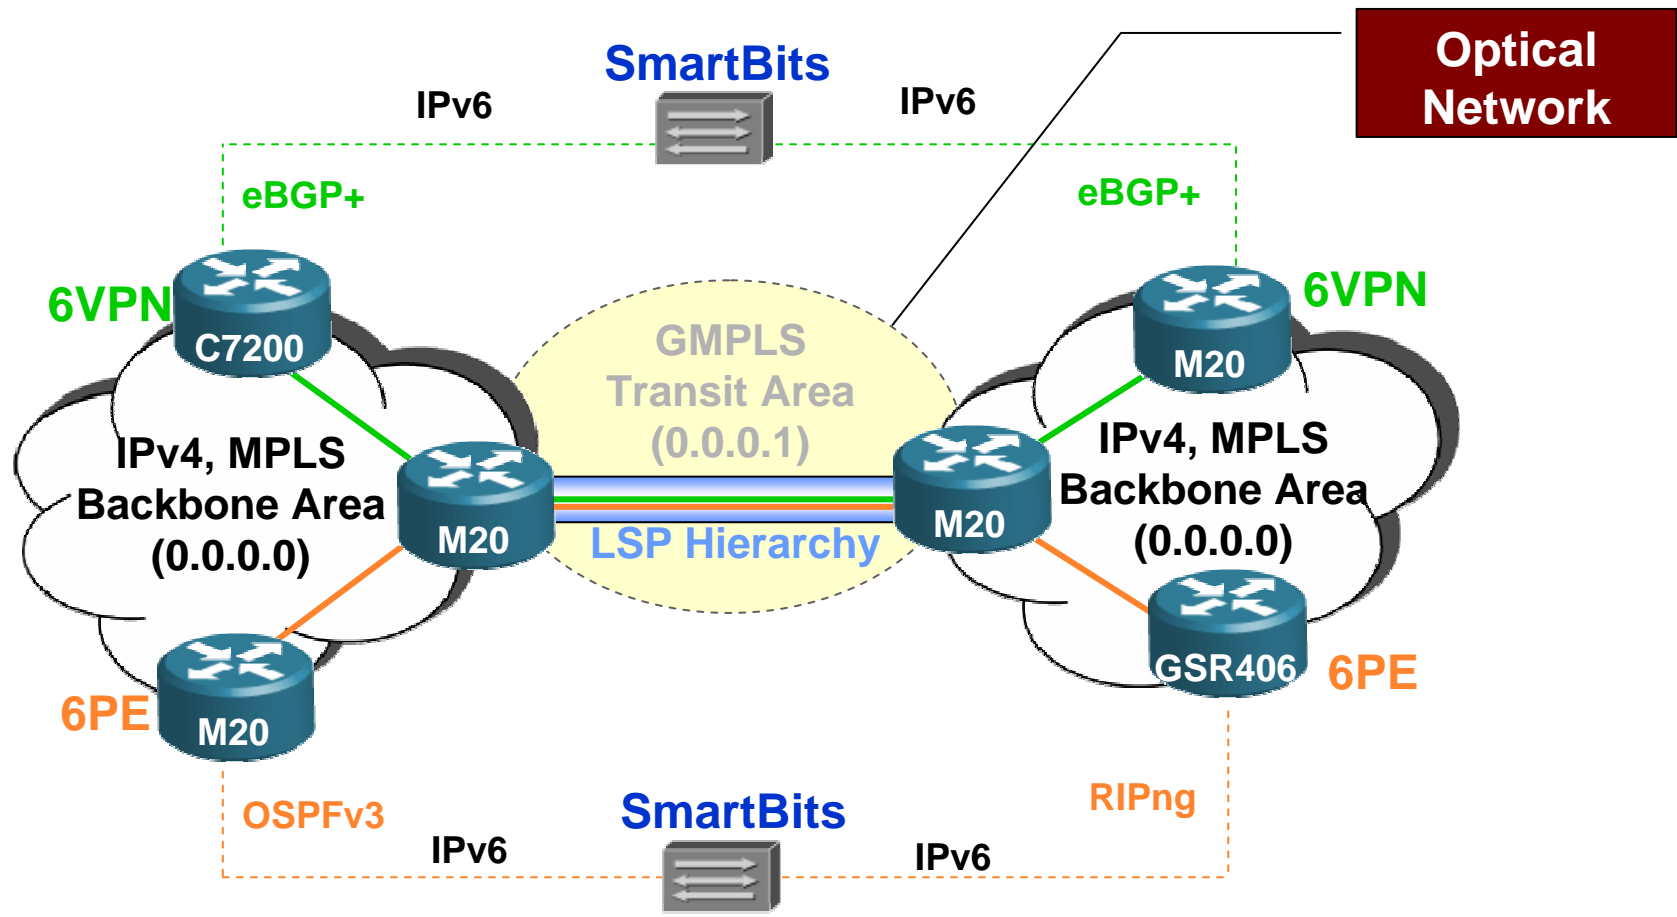 Optical
Network
SmartBits
IPv6
IPv6
eBGP+
eBGP+
6VPN
C7200
6VPN
M20
GMPLS
Transit Area
(0.0.0.1)
IPv4, MPLS
Backbone Area
(0.0.0.0)
IPv4, MPLS
Backbone Area
(0.0.0.0)
M20
M20
LSP Hierarchy
6PE
M20
GSR406
6PE
OSPFv3
RIPng
SmartBits
IPv6
IPv6